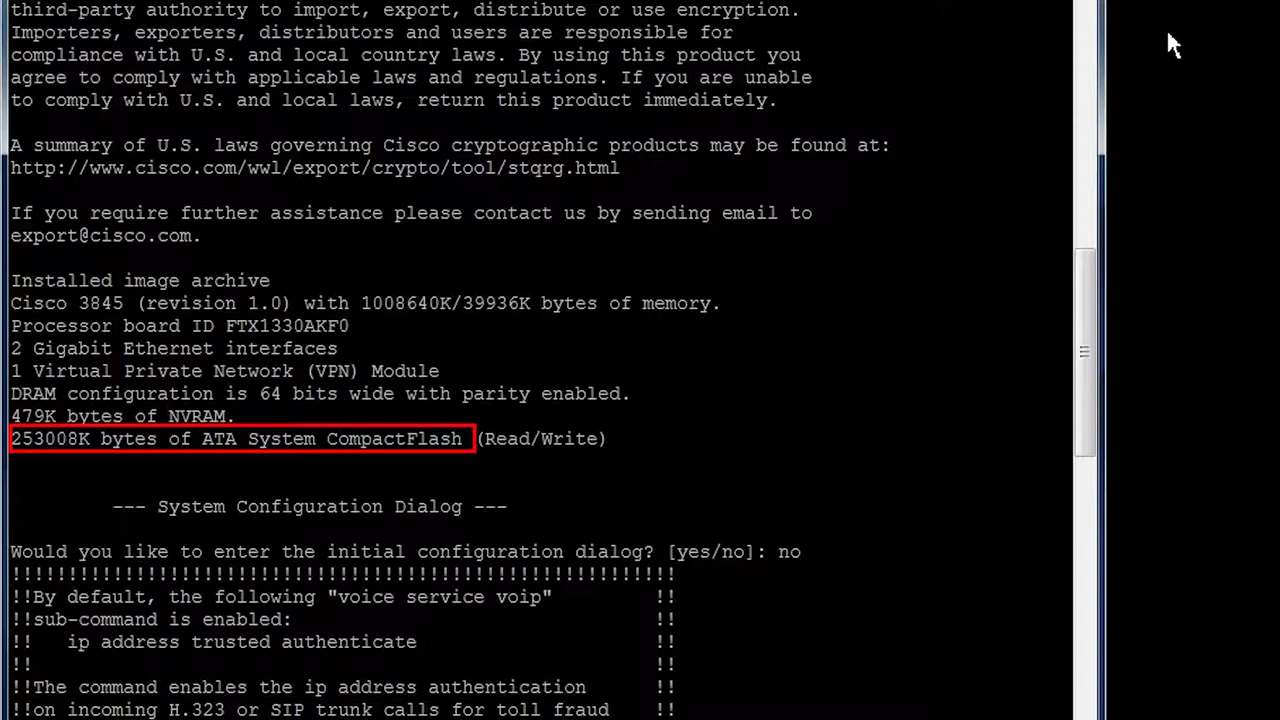 third-party authority to import, export, distribute or use encryption.
Importers, exporters, distributors and users are responsible for
compliance with U.S. and local country laws. By using this product you
agree to comply with applicable laws and regulations. If you are unable
to comply with U.S. and local laws, return this product immediately.
A summary of U.S. laws governing Cisco cryptographic products may be found at:
http://www.cisco.com/wwl/export/crypto/tool/stqrg.html
If you require further assistance please contact us by sending email to
export@cisco.com.
Installed image archive
Cisco 3845 (revision 1.0) with 1008640K/39936K bytes of memory.
Processor board ID FTX1330AKF0
2 Gigabit Ethernet interfaces
1 Virtual Private Network (VPN) Module
DRAM configuration is 64 bits wide with parity enabled.
479K bytes of NVRAM.
253008K bytes of ATA System CompactFlash (Read/Write)
--- System Configuration Dialog ---
Would you like to enter the initial configuration dialog? [yes/no]: no
!!!!!!!!!!!!!!!!!!!!!!!!!!!!!!!!!!!!!!!!!!!!!!!!!!!!!!!!!!!
!!By default, the following "voice service voip" !!
!!sub-command is enabled: !!
!! ip address trusted authenticate !!
!! !!
!!The command enables the ip address authentication !!
!!on incoming H.323 or SIP trunk calls for toll fraud !!